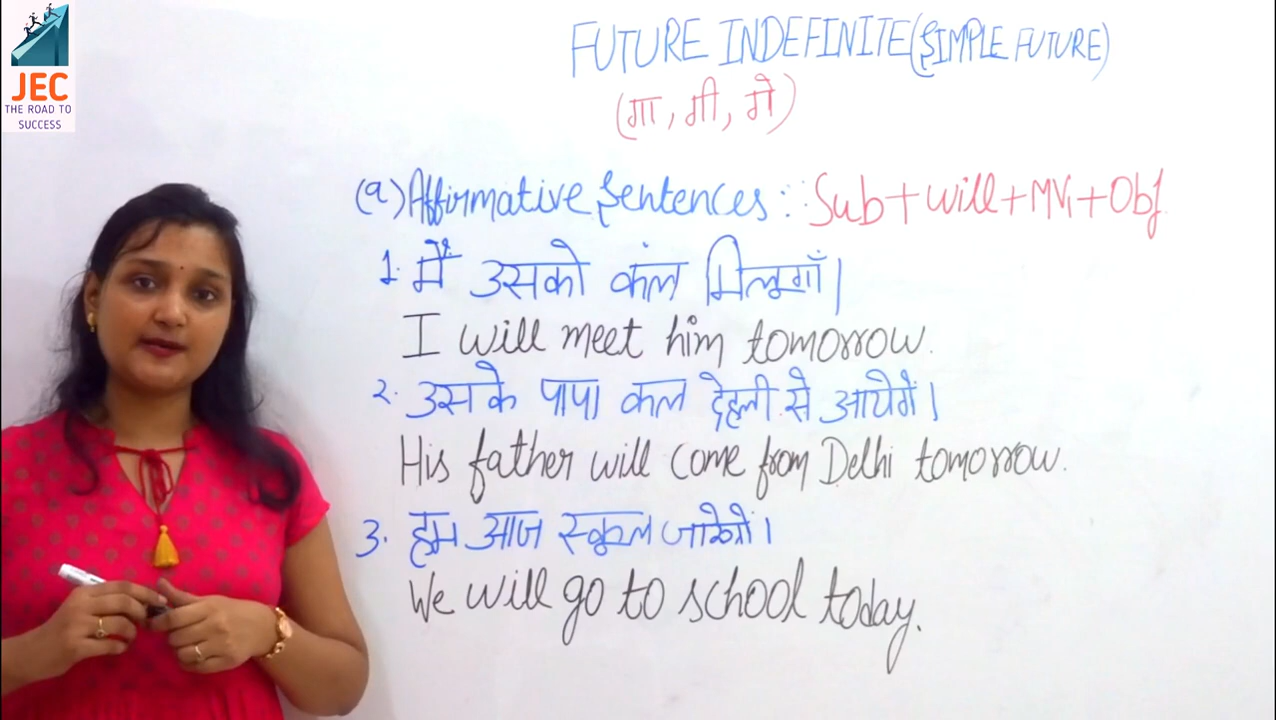 JEC
THE ROAD TO
SUCCESS
FUTURE INDEFINITE(SIMPLE FUTURE)
(गा, गी, गे)
(a) Affirmative Sentences :- Sub + will + MV₁ + Obj
1. मैं उसको कल मिलूगाँ।
I will meet him tomorrow.
2. उसके पापा कल देहली से आयेगें।
His father will come from Delhi tomorrow.
3. हम आज स्कूल
We will go to school today.